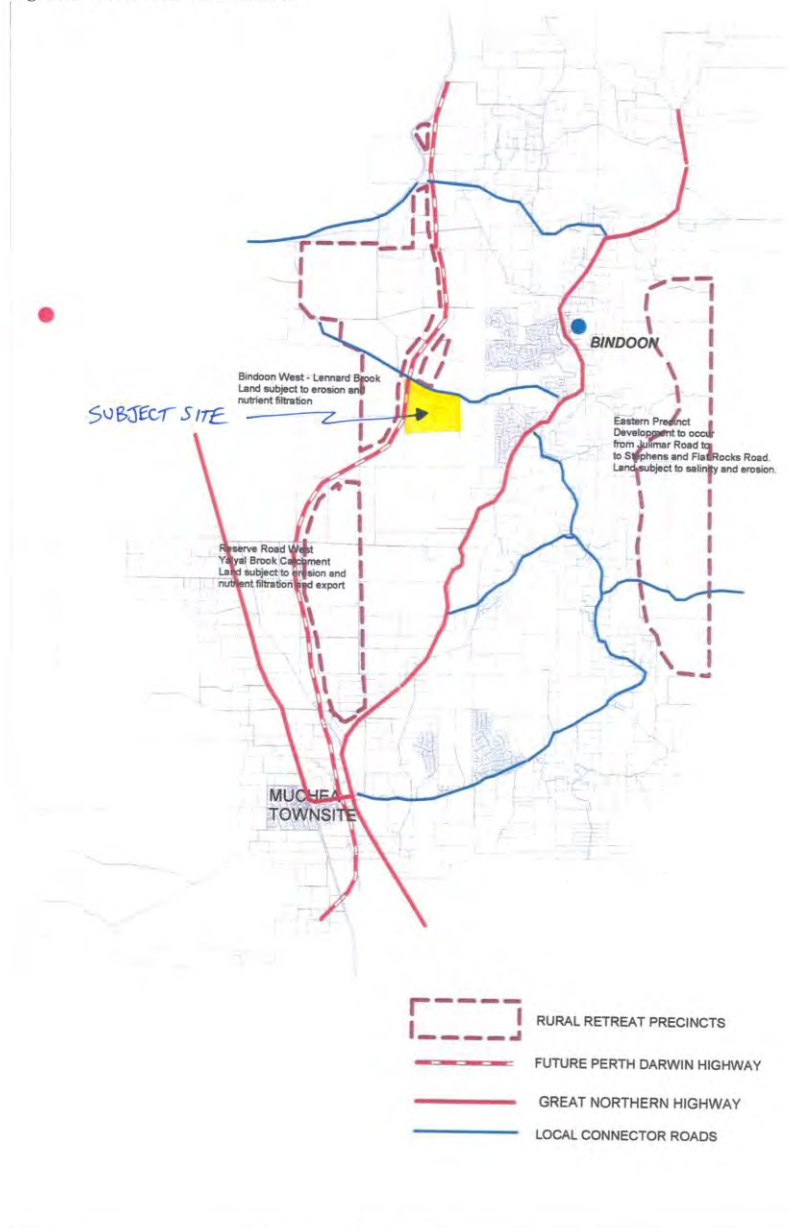 BINDOON
Bindoon West - Lennard Brook
Land subject to erosion and
nutrient filtration
SUBJECT SITE
Eastern Precinct
Development to occur
from Julimar Road to
to Stephens and Flat Rocks Road.
Land subject to salinity and erosion.
Reserve Road West
Yalyal Brook Catchment
Land subject to erosion and
nutrient filtration and export
MUCHEA
TOWNSITE
RURAL RETREAT PRECINCTS
FUTURE PERTH DARWIN HIGHWAY
GREAT NORTHERN HIGHWAY
LOCAL CONNECTOR ROADS